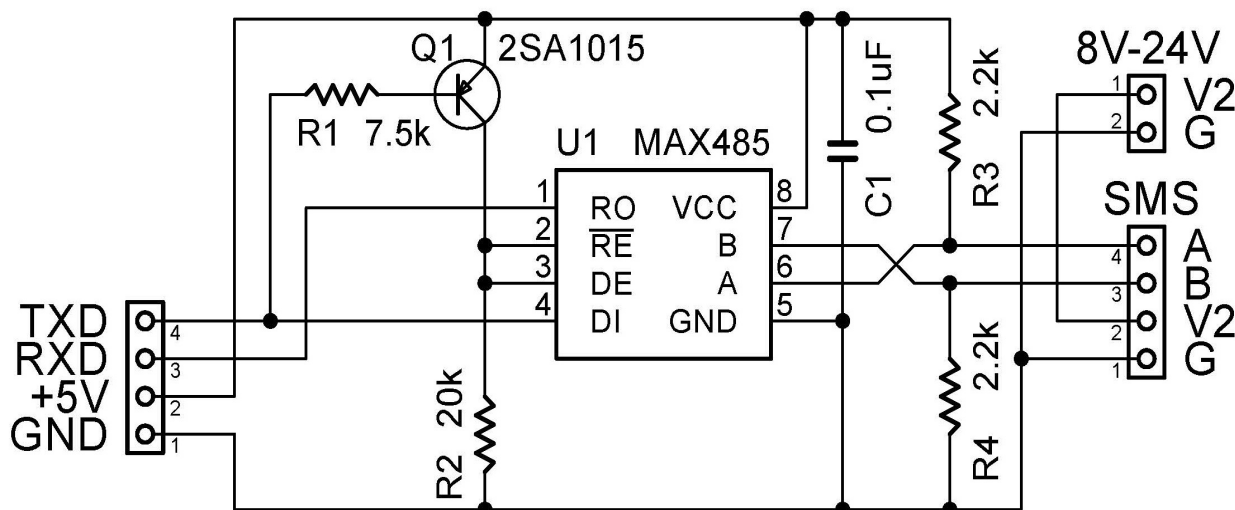 Q1 2SA1015
R1 7.5k
U1 MAX485
1 RO VCC 8
2 RE B 7
3 DE A 6
4 DI GND 5
0.1uF
C1
2.2k
R3
8V-24V
1 V2
2 G
SMS
4 A
3 B
2 V2
1 G
TXD 4
RXD 3
+5V 2
GND 1
R2 20k
2.2k
R4